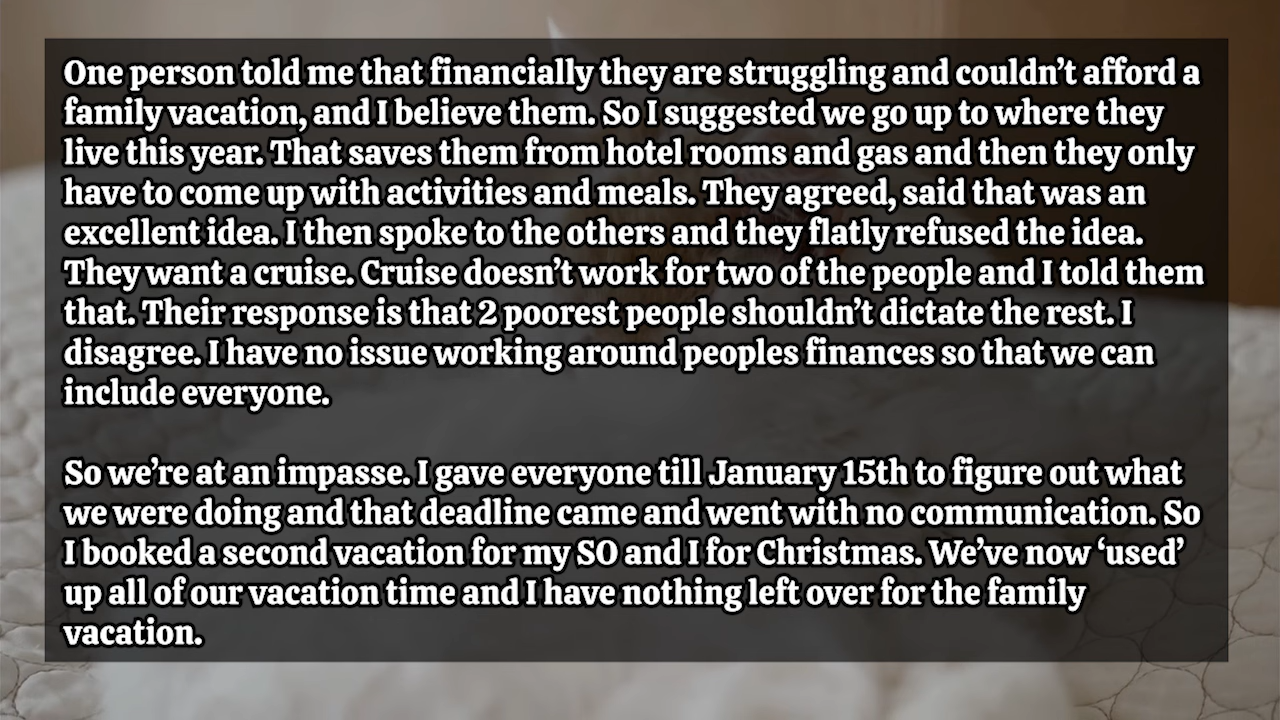 One person told me that financially they are struggling and couldn’t afford a
family vacation, and I believe them. So I suggested we go up to where they
live this year. That saves them from hotel rooms and gas and then they only
have to come up with activities and meals. They agreed, said that was an
excellent idea. I then spoke to the others and they flatly refused the idea.
They want a cruise. Cruise doesn’t work for two of the people and I told them
that. Their response is that 2 poorest people shouldn’t dictate the rest. I
disagree. I have no issue working around peoples finances so that we can
include everyone.
So we’re at an impasse. I gave everyone till January 15th to figure out what
we were doing and that deadline came and went with no communication. So
I booked a second vacation for my SO and I for Christmas. We’ve now ‘used’
up all of our vacation time and I have nothing left over for the family
vacation.